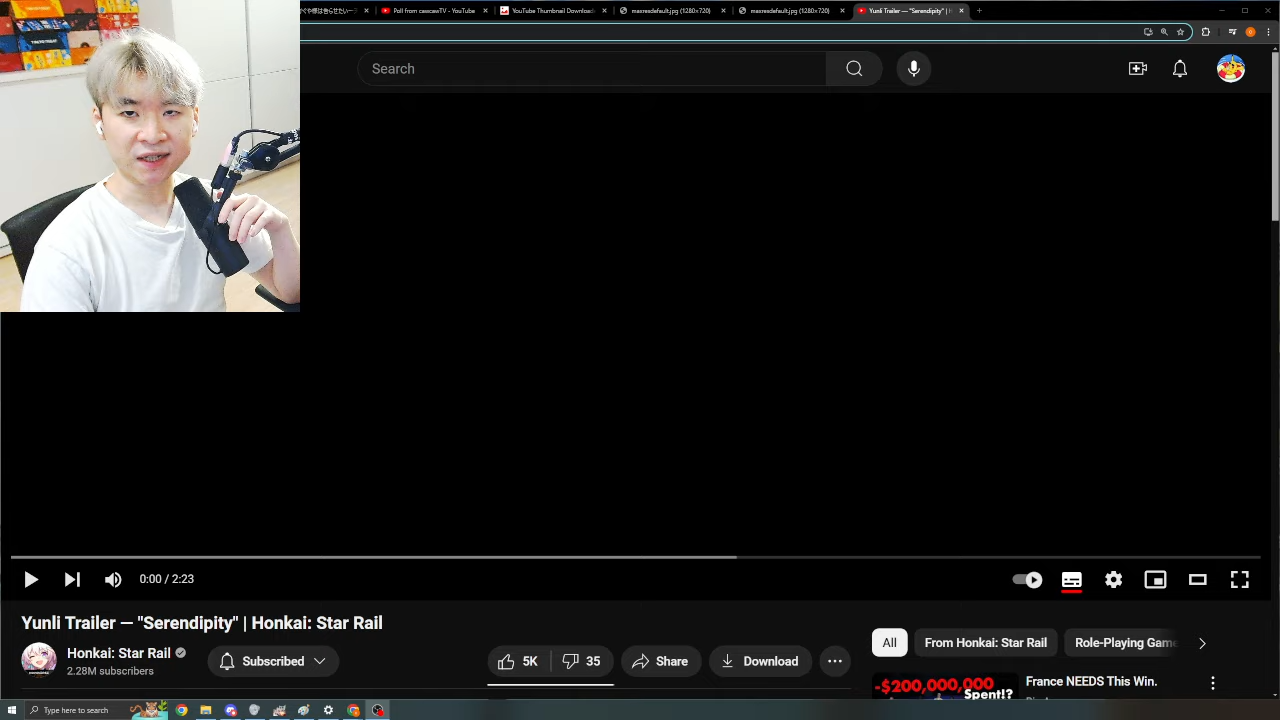 Poll from cawcawTV - YouTube
YouTube Thumbnail Download
maxresdefault.jpg (1280×720)
maxresdefault.jpg (1280×720)
Yunli Trailer — "Serendipity" | H
Search
0:00 / 2:23
Yunli Trailer — "Serendipity" | Honkai: Star Rail
Honkai: Star Rail
2.28M subscribers
Subscribed
5K
35
Share
Download
All
From Honkai: Star Rail
Role-Playing Game
-$200,000,000
Spent!?
France NEEDS This Win.
Type here to search